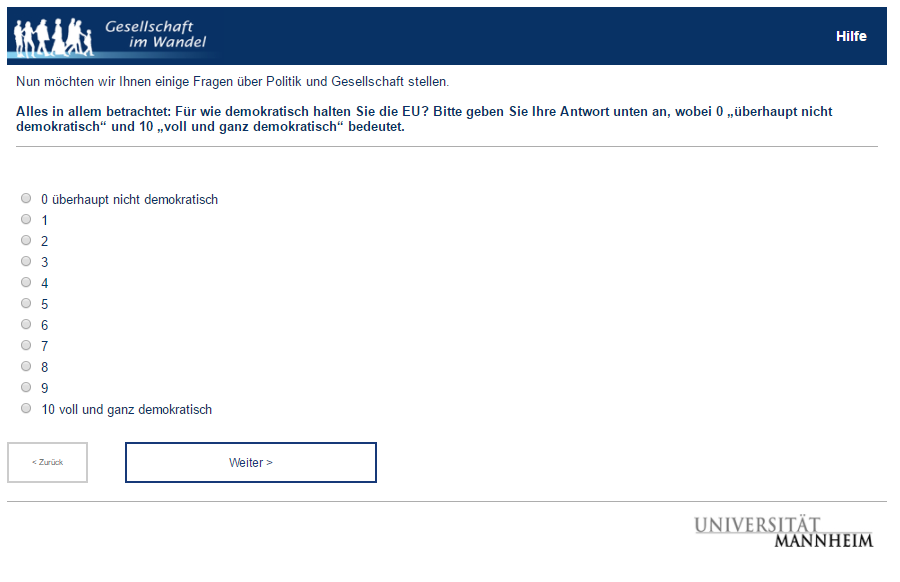 Gesellschaft
im Wandel
Hilfe
Nun möchten wir Ihnen einige Fragen über Politik und Gesellschaft stellen.
Alles in allem betrachtet: Für wie demokratisch halten Sie die EU? Bitte geben Sie Ihre Antwort unten an, wobei 0 „überhaupt nicht
demokratisch“ und 10 „voll und ganz demokratisch“ bedeutet.
0 überhaupt nicht demokratisch
1
2
3
4
5
6
7
8
9
10 voll und ganz demokratisch
< Zurück
Weiter >
UNIVERSITÄT
MANNHEIM